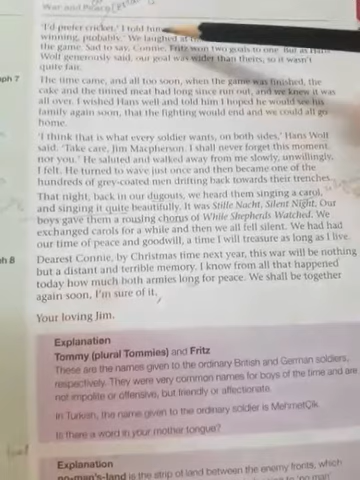 War and Peace
'I'd prefer cricket,' I told him
winning, probably.' We laughed at
the game. Sad to say, Connie, Fritz won two goals to one. But as Hans
Wolf generously said, our goal was wider than theirs, so it wasn't
quite fair.
ph 7
The time came, and all too soon, when the game was finished, the
cake and the tinned meat had long since run out, and we knew it was
all over. I wished Hans well and told him I hoped he would see his
family again soon, that the fighting would end and we could all go
home.
'I think that is what every soldier wants, on both sides,' Hans Wolf
said. 'Take care, Jim Macpherson. I shall never forget this moment,
nor you.' He saluted and walked away from me slowly, unwillingly,
I felt. He turned to wave just once and then became one of the
hundreds of grey-coated men drifting back towards their trenches.
That night, back in our dugouts, we heard them singing a carol,
and singing it quite beautifully. It was Stille Nacht, Silent Night. Our
boys gave them a rousing chorus of While Shepherds Watched. We
exchanged carols for a while and then we all fell silent. We had had
our time of peace and goodwill, a time I will treasure as long as I live.
ph 8
Dearest Connie, by Christmas time next year, this war will be nothing
but a distant and terrible memory. I know from all that happened
today how much both armies long for peace. We shall be together
again soon, I'm sure of it.
Your loving Jim.
Explanation
Tommy (plural Tommies) and Fritz
These are the names given to the ordinary British and German soldiers,
respectively. They were very common names for boys of the time and are
not impolite or offensive, but friendly or affectionate.
In Turkish, the name given to the ordinary soldier is Mehmetçik.
Is there a word in your mother tongue?
Explanation
no-man's-land is the strip of land between the enemy fronts, which